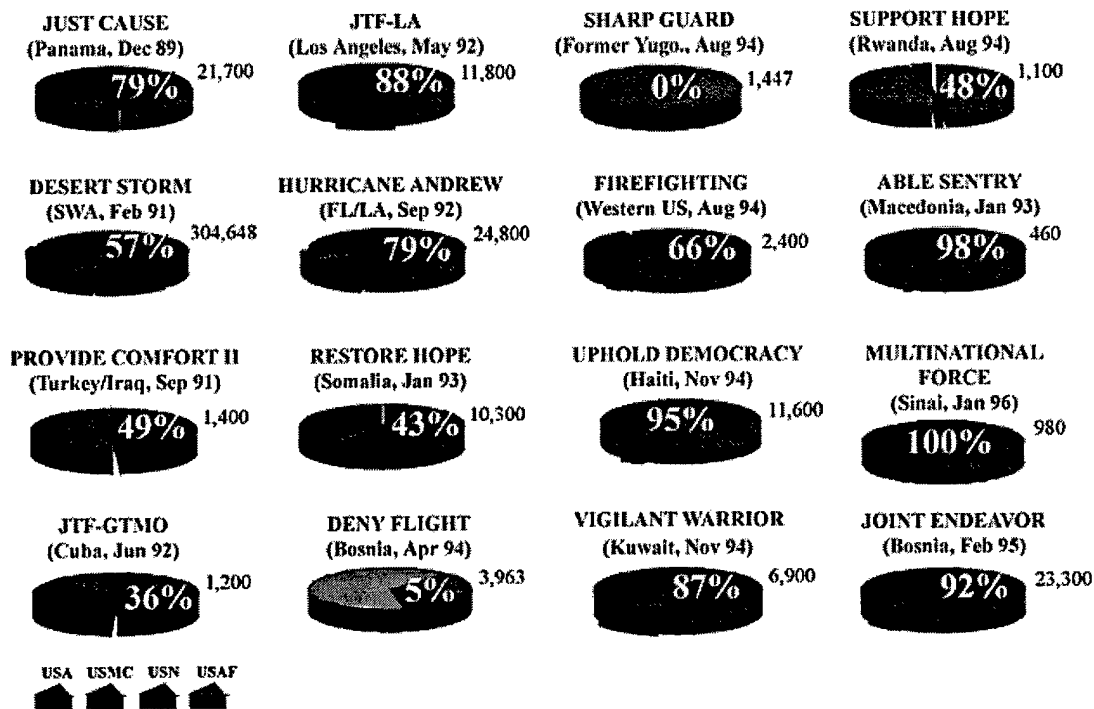 JUST CAUSE
(Panama, Dec 89)
79%
21,700
JTF-LA
(Los Angeles, May 92)
88%
11,800
SHARP GUARD
(Former Yugo., Aug 94)
0%
1,447
SUPPORT HOPE
(Rwanda, Aug 94)
48%
1,100
DESERT STORM
(SWA, Feb 91)
57%
304,648
HURRICANE ANDREW
(FL/LA, Sep 92)
79%
24,800
FIREFIGHTING
(Western US, Aug 94)
66%
2,400
ABLE SENTRY
(Macedonia, Jan 93)
98%
460
PROVIDE COMFORT II
(Turkey/Iraq, Sep 91)
49%
1,400
RESTORE HOPE
(Somalia, Jan 93)
43%
10,300
UPHOLD DEMOCRACY
(Haiti, Nov 94)
95%
11,600
MULTINATIONAL
FORCE
(Sinai, Jan 96)
100%
980
JTF-GTMO
(Cuba, Jun 92)
36%
1,200
DENY FLIGHT
(Bosnia, Apr 94)
5%
3,963
VIGILANT WARRIOR
(Kuwait, Nov 94)
87%
6,900
JOINT ENDEAVOR
(Bosnia, Feb 95)
92%
23,300
USA USMC USN USAF